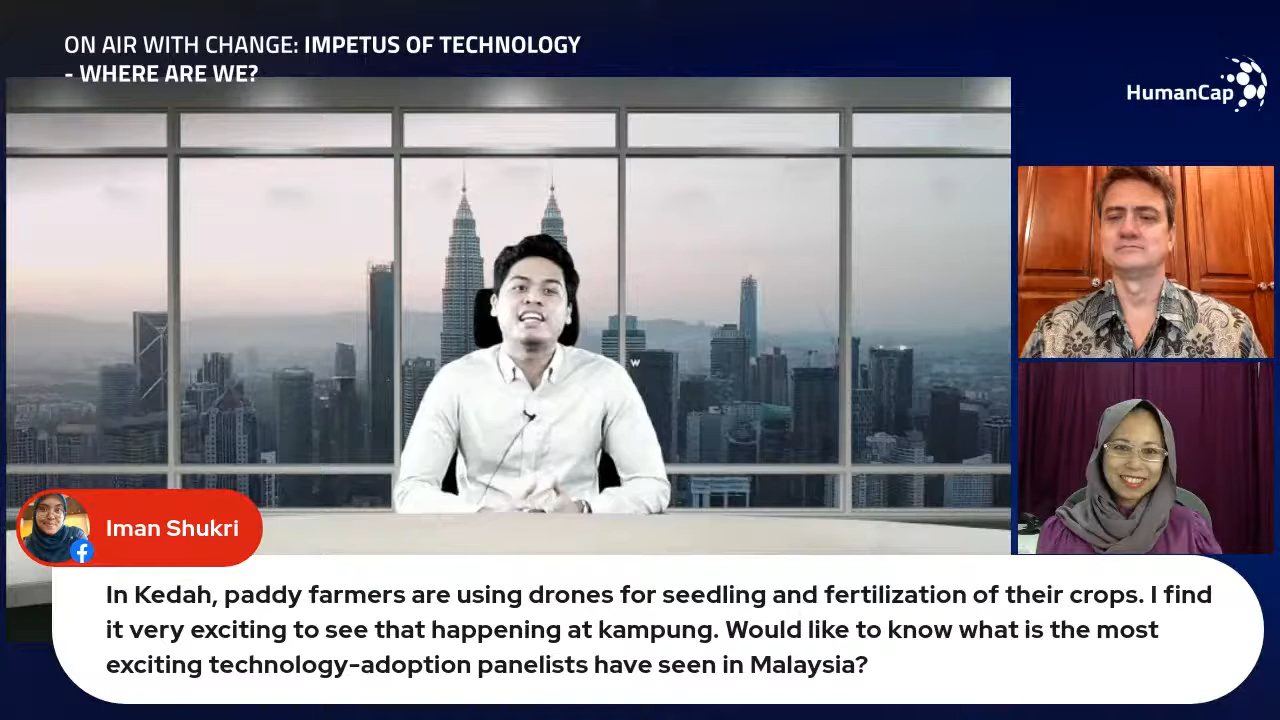 ON AIR WITH CHANGE: IMPETUS OF TECHNOLOGY
- WHERE ARE WE?
HumanCap
W
Iman Shukri
In Kedah, paddy farmers are using drones for seedling and fertilization of their crops. I find
it very exciting to see that happening at kampung. Would like to know what is the most
exciting technology-adoption panelists have seen in Malaysia?